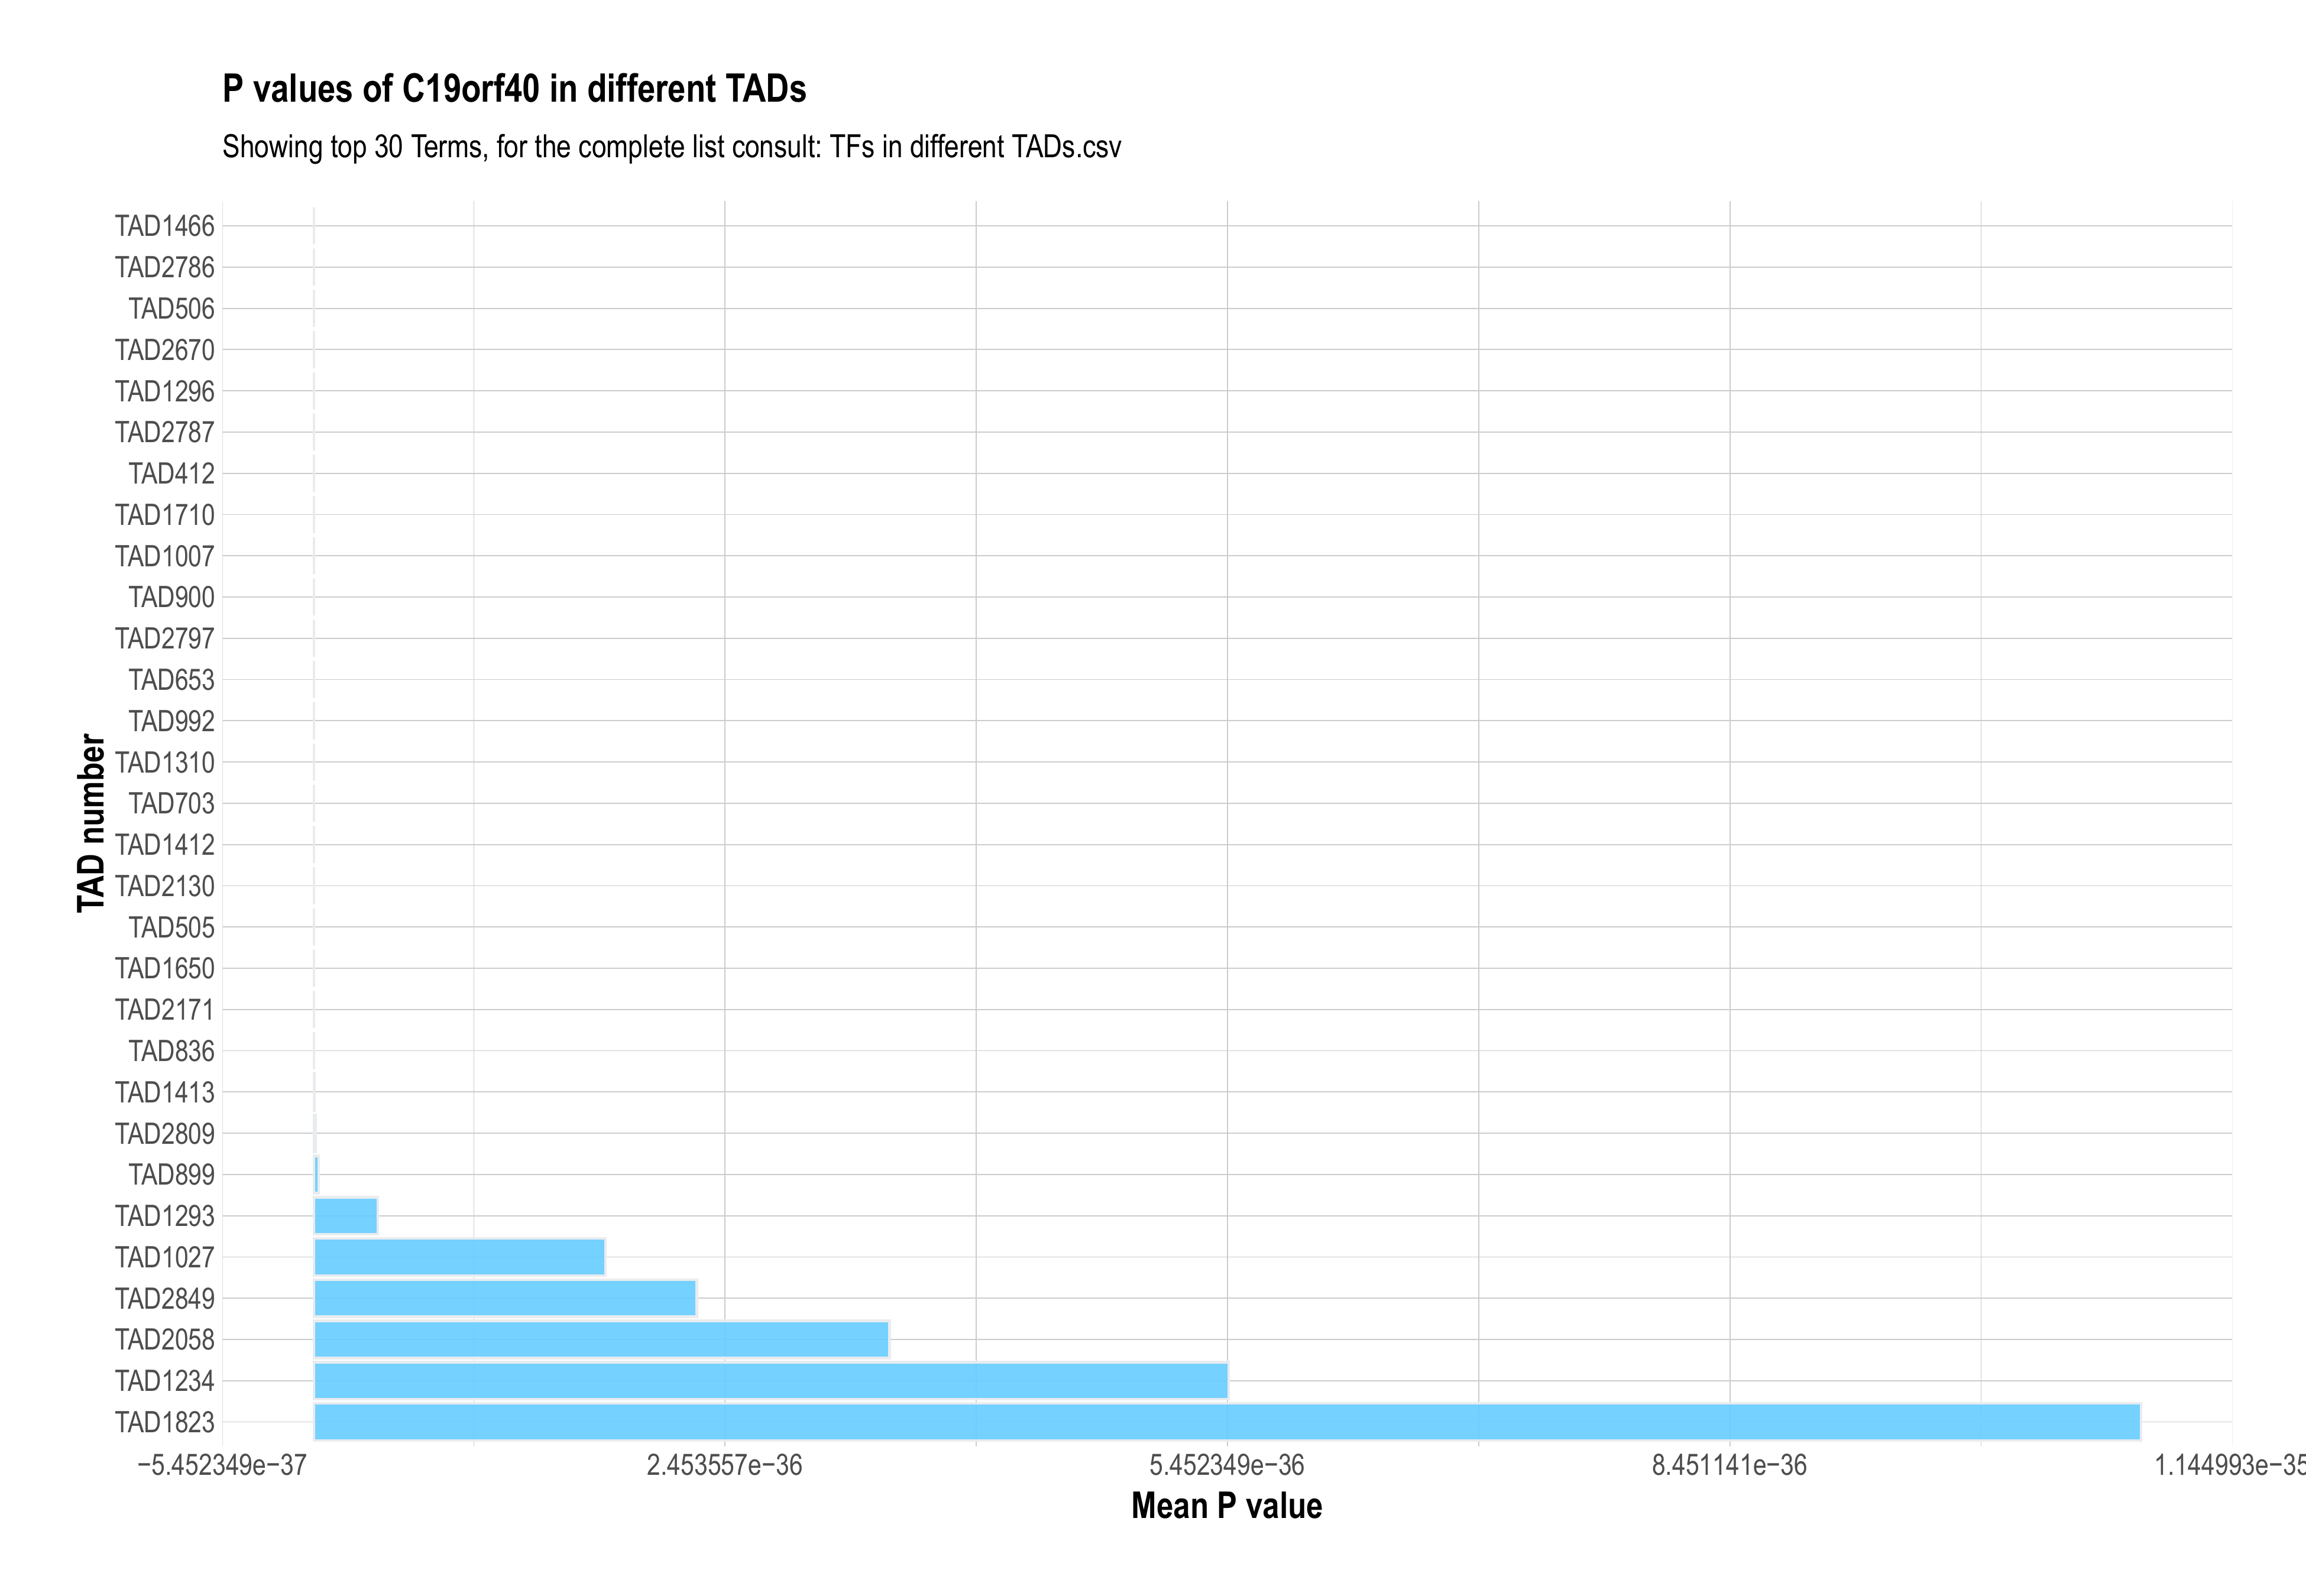 P values of C19orf40 in different TADs
Showing top 30 Terms, for the complete list consult: TFs in different TADs.csv
TAD number
TAD1466
TAD2786
TAD506
TAD2670
TAD1296
TAD2787
TAD412
TAD1710
TAD1007
TAD900
TAD2797
TAD653
TAD992
TAD1310
TAD703
TAD1412
TAD2130
TAD505
TAD1650
TAD2171
TAD836
TAD1413
TAD2809
TAD899
TAD1293
TAD1027
TAD2849
TAD2058
TAD1234
TAD1823
−5.452349e−37 2.453557e−36 5.452349e−36 8.451141e−36 1.144993e−35
Mean P value